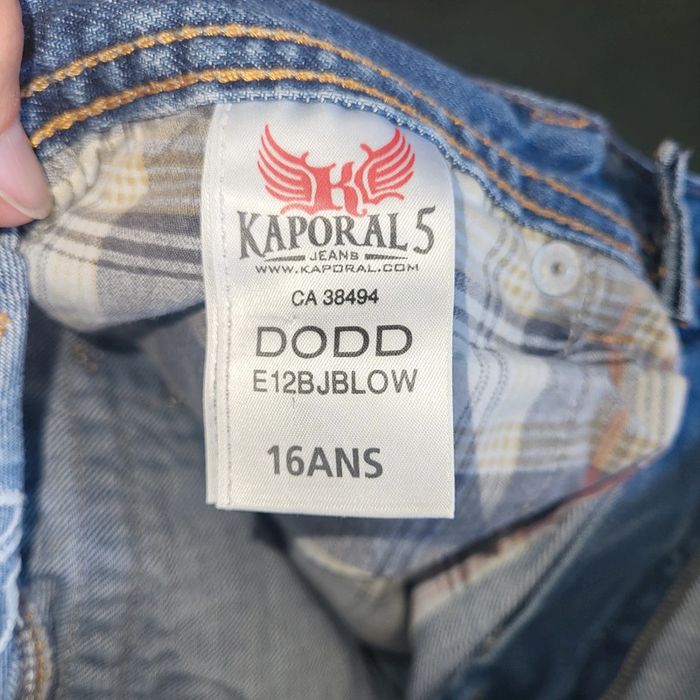 K
KAPORAL 5
JEANS
WWW.KAPORAL.COM
CA 38494
DODD
E12BJBLOW
16ANS